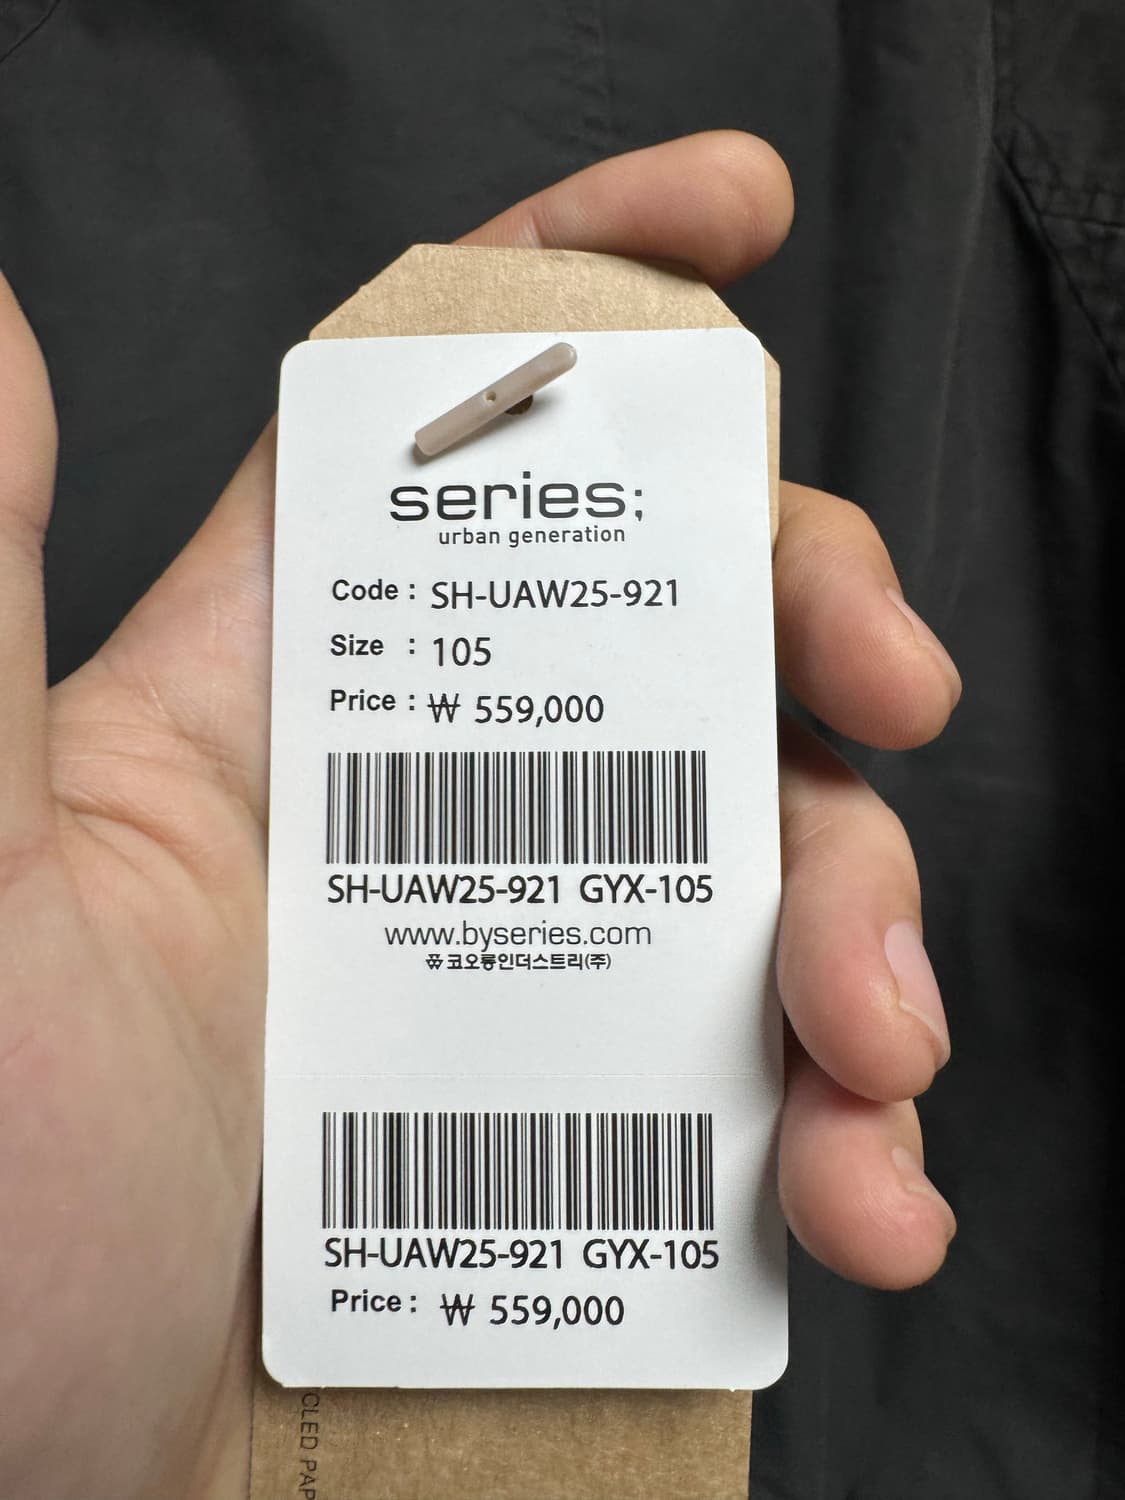 series;
urban generation
Code : SH-UAW25-921
Size : 105
Price : ₩ 559,000
SH-UAW25-921 GYX-105
www.byseries.com
코오롱인더스트리(주)
SH-UAW25-921 GYX-105
Price : ₩ 559,000
CLED PAP